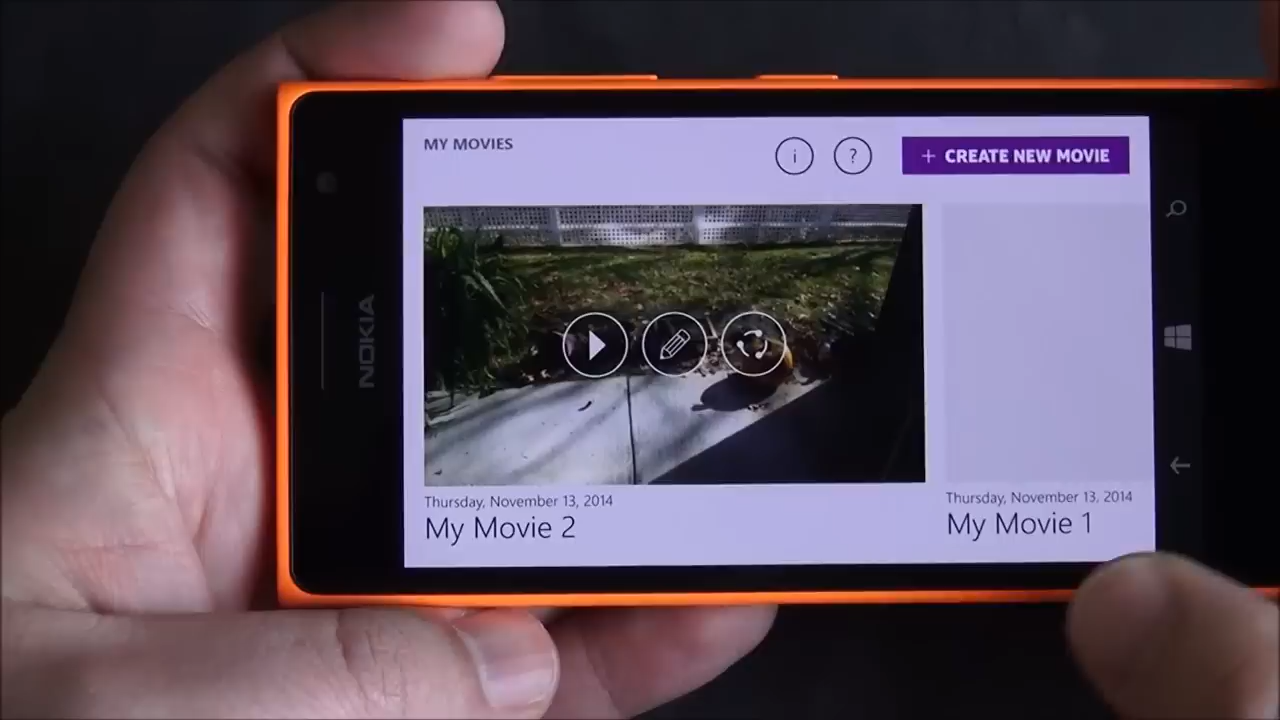 MY MOVIES
i
?
+ CREATE NEW MOVIE
NOKIA
Thursday, November 13, 2014
My Movie 2
Thursday, November 13, 2014
My Movie 1